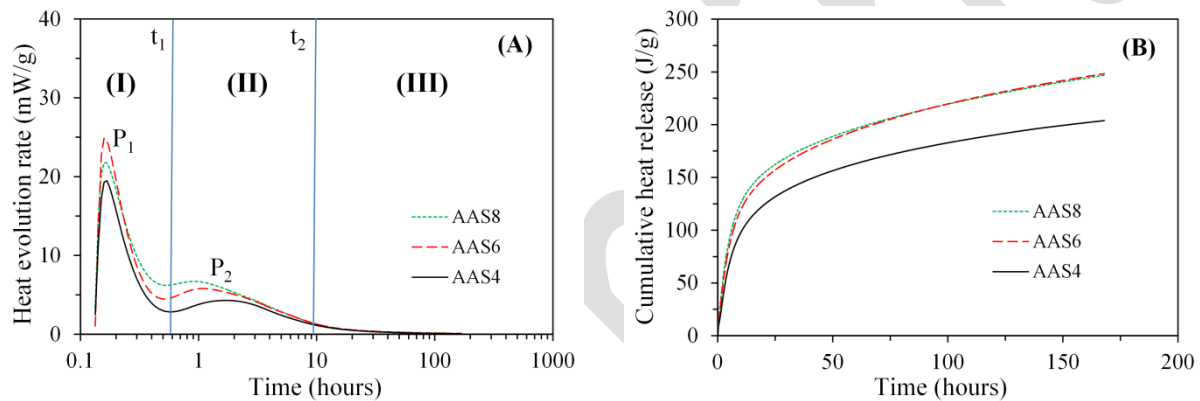 Heat evolution rate (mW/g)
40
30
20
10
0
t1
t2
(A)
(I)
(II)
(III)
P1
P2
AAS8
AAS6
AAS4
0.1
1
10
100
1000
Time (hours)
Cumulative heat release (J/g)
300
250
200
150
100
50
0
(B)
AAS8
AAS6
AAS4
0
50
100
150
200
Time (hours)